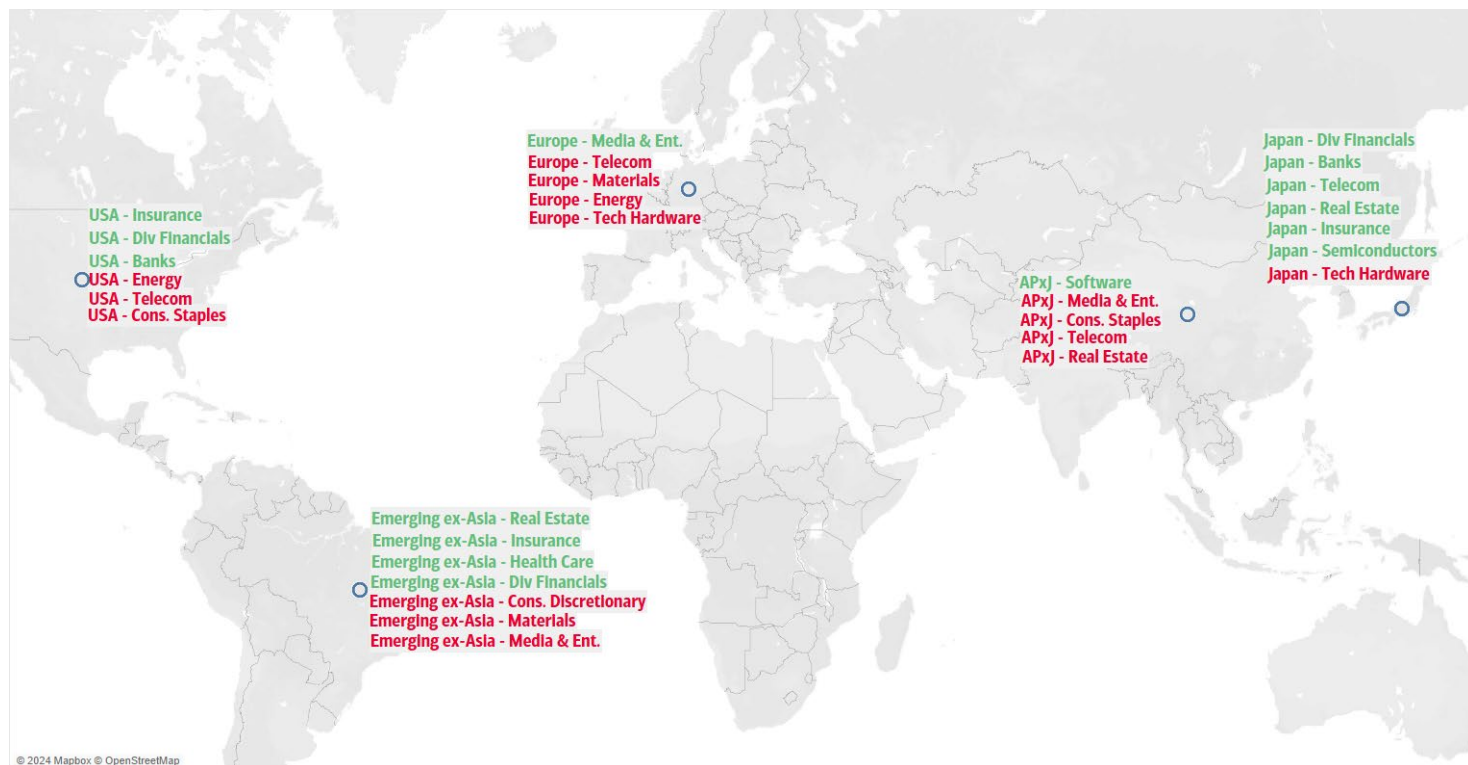 USA - Insurance
USA - Div Financials
USA - Banks
USA - Energy
USA - Telecom
USA - Cons. Staples
Europe - Media & Ent.
Europe - Telecom
Europe - Materials
Europe - Energy
Europe - Tech Hardware
Japan - Div Financials
Japan - Banks
Japan - Telecom
Japan - Real Estate
Japan - Insurance
Japan - Semiconductors
Japan - Tech Hardware
APxJ - Software
APxJ - Media & Ent.
APxJ - Cons. Staples
APxJ - Telecom
APxJ - Real Estate
Emerging ex-Asia - Real Estate
Emerging ex-Asia - Insurance
Emerging ex-Asia - Health Care
Emerging ex-Asia - Div Financials
Emerging ex-Asia - Cons. Discretionary
Emerging ex-Asia - Materials
Emerging ex-Asia - Media & Ent.
© 2024 Mapbox © OpenStreetMap